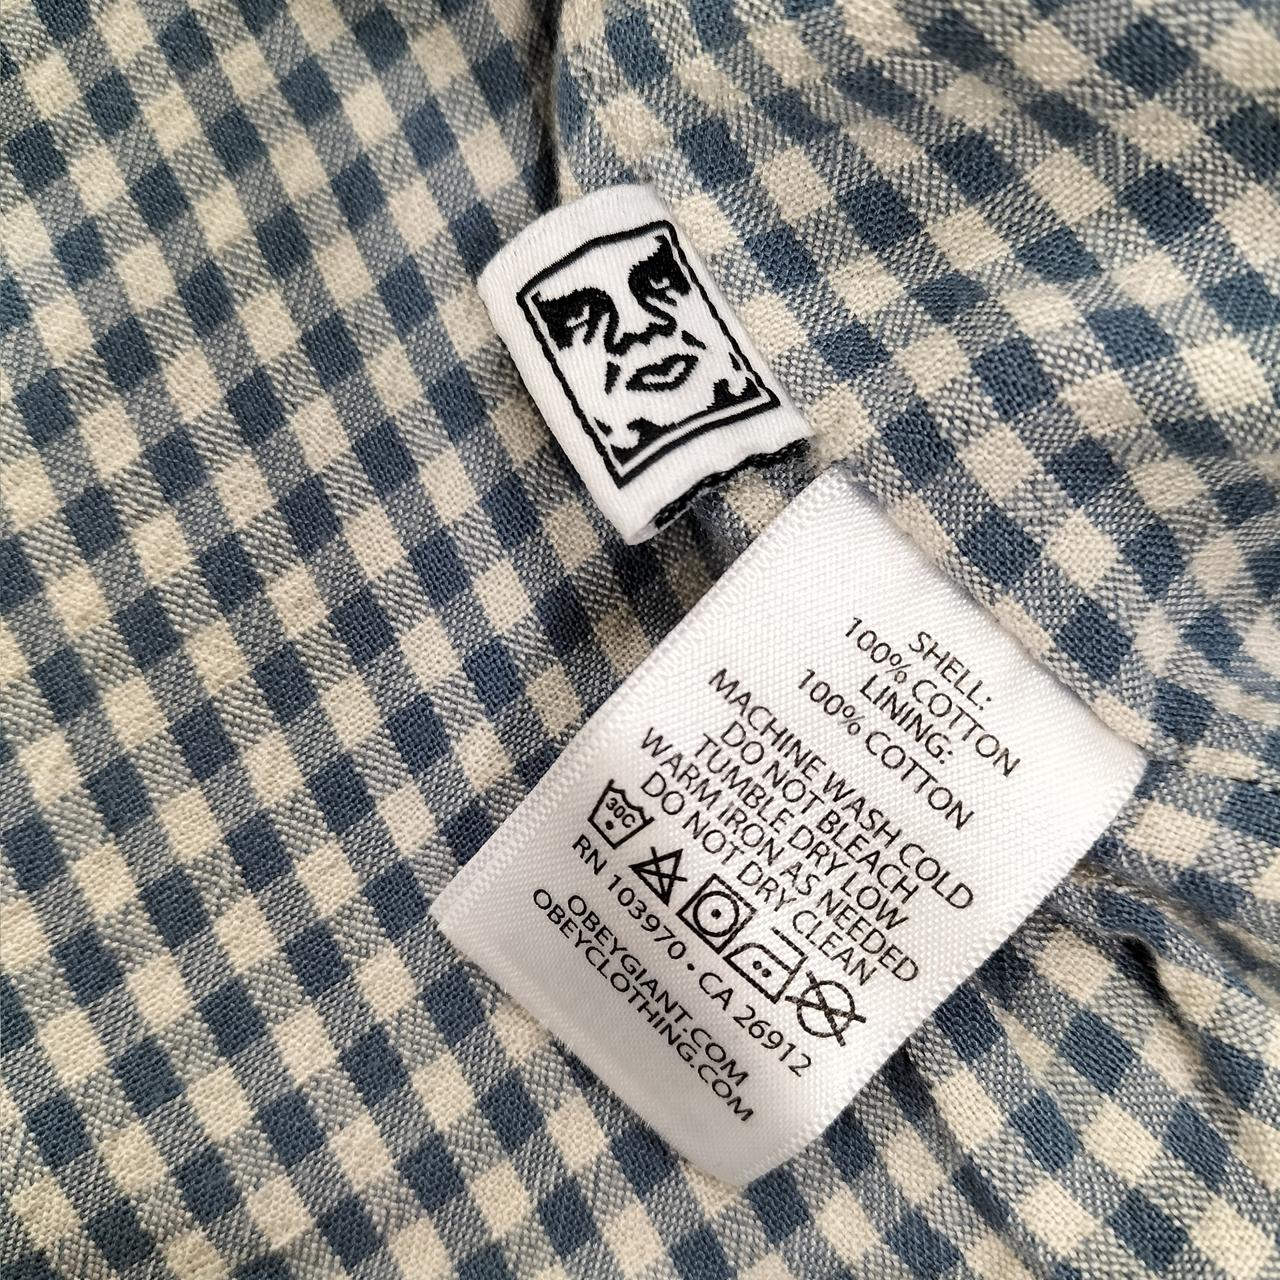 SHELL:
100% COTTON
LINING:
100% COTTON
MACHINE WASH COLD
DO NOT BLEACH
TUMBLE DRY LOW
WARM IRON AS NEEDED
DO NOT DRY CLEAN
30C
RN 103970 • CA 26912
OBEYGIANT.COM
OBEYCLOTHING.COM